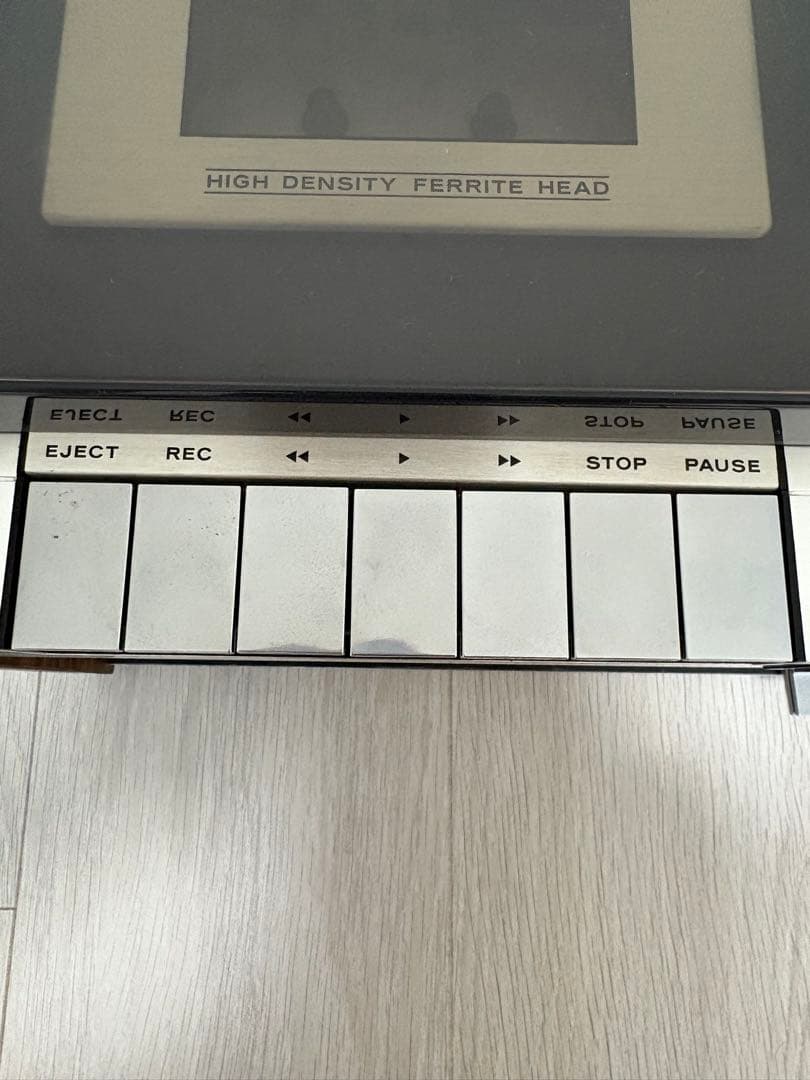 HIGH DENSITY FERRITE HEAD
EJECT REC ◀◀ ▶ ▶▶ STOP PAUSE